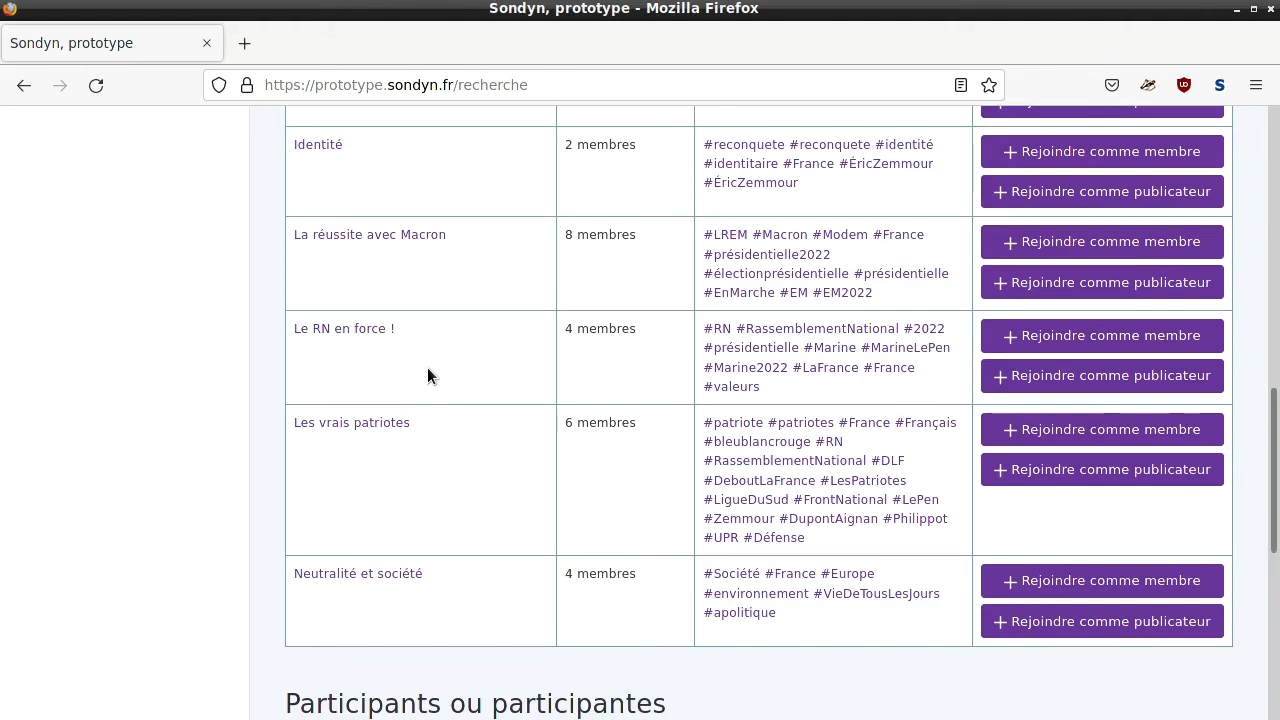 Sondyn, prototype - Mozilla Firefox
Sondyn, prototype
https://prototype.sondyn.fr/recherche
Identité
2 membres
#reconquete #reconquete #identité
#identitaire #France #ÉricZemmour
#ÉricZemmour
Rejoindre comme membre
Rejoindre comme publicateur
La réussite avec Macron
8 membres
#LREM #Macron #Modem #France
#présidentielle2022
#électionprésidentielle #présidentielle
#EnMarche #EM #EM2022
Rejoindre comme membre
Rejoindre comme publicateur
Le RN en force !
4 membres
#RN #RassemblementNational #2022
#présidentielle #Marine #MarineLePen
#Marine2022 #LaFrance #France
#valeurs
Rejoindre comme membre
Rejoindre comme publicateur
Les vrais patriotes
6 membres
#patriote #patriotes #France #Français
#bleublancrouge #RN
#RassemblementNational #DLF
#DeboutLaFrance #LesPatriotes
#LigueDuSud #FrontNational #LePen
#Zemmour #DupontAignan #Philippot
#UPR #Défense
Rejoindre comme membre
Rejoindre comme publicateur
Neutralité et société
4 membres
#Société #France #Europe
#environnement #VieDeTousLesJours
#apolitique
Rejoindre comme membre
Rejoindre comme publicateur
Participants ou participantes